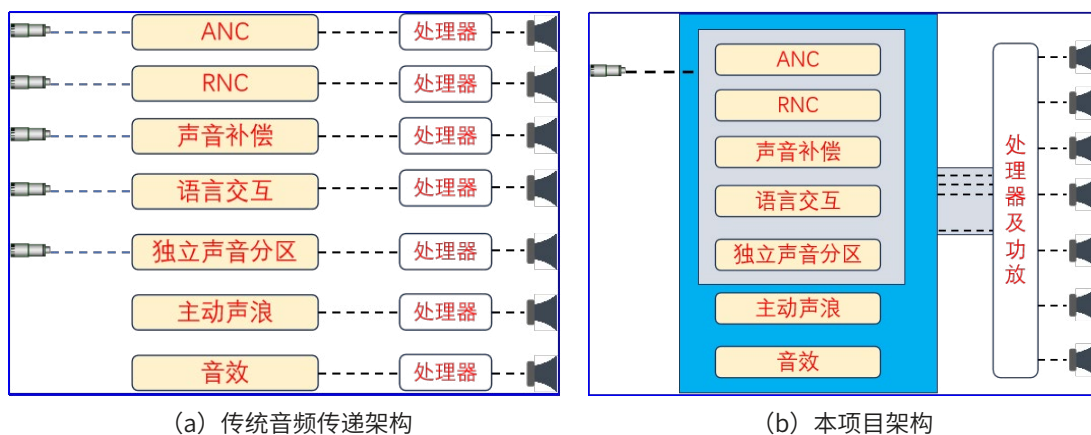 ANC 处理器
RNC 处理器
声音补偿 处理器
语言交互 处理器
独立声音分区 处理器
主动声浪 处理器
音效 处理器
(a) 传统音频传递架构
ANC
RNC
声音补偿
语言交互
独立声音分区
主动声浪
音效
处理器及功放
(b) 本项目架构